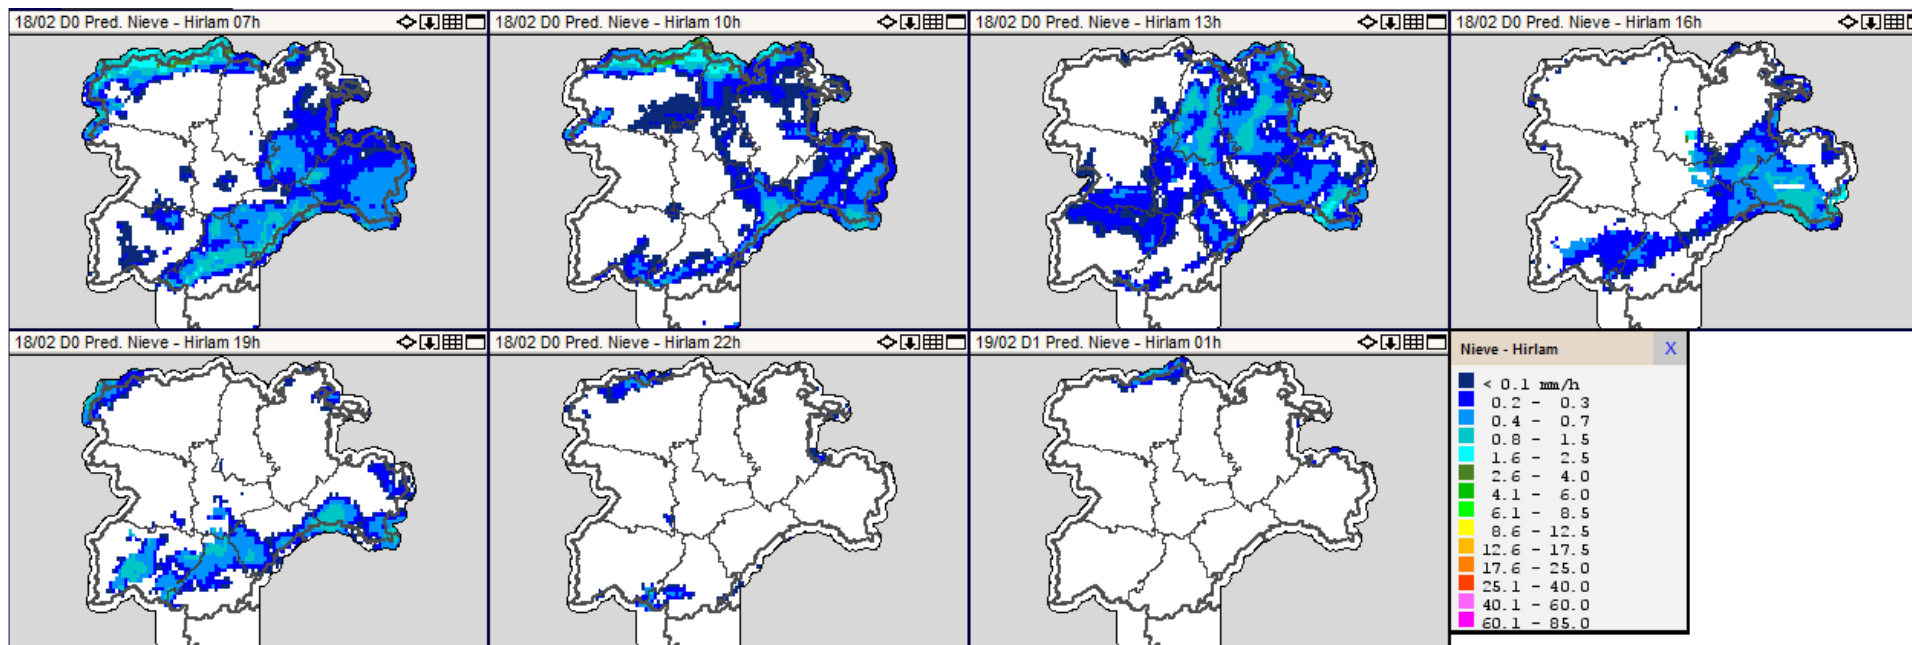 18/02 D0 Pred. Nieve - Hirlam 07h
18/02 D0 Pred. Nieve - Hirlam 10h
18/02 D0 Pred. Nieve - Hirlam 13h
18/02 D0 Pred. Nieve - Hirlam 16h
18/02 D0 Pred. Nieve - Hirlam 19h
18/02 D0 Pred. Nieve - Hirlam 22h
19/02 D1 Pred. Nieve - Hirlam 01h
Nieve - Hirlam X
< 0.1 mm/h
0.2 - 0.3
0.4 - 0.7
0.8 - 1.5
1.6 - 2.5
2.6 - 4.0
4.1 - 6.0
6.1 - 8.5
8.6 - 12.5
12.6 - 17.5
17.6 - 25.0
25.1 - 40.0
40.1 - 60.0
60.1 - 85.0